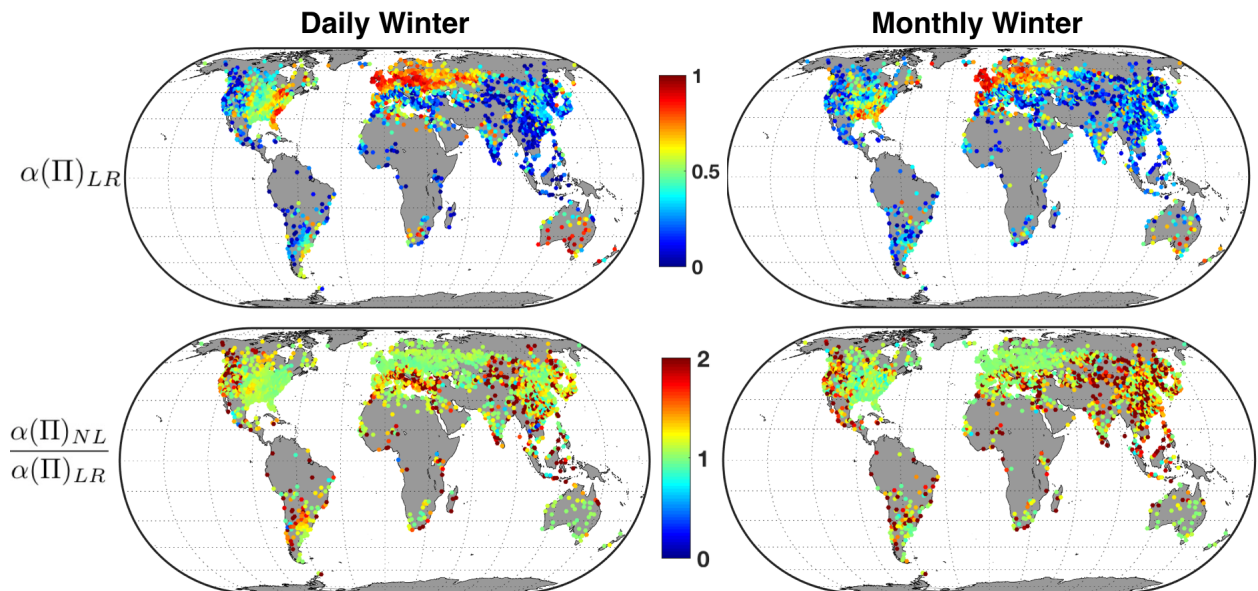 Daily Winter Monthly Winter
α(Π)LR
1
0.5
0
α(Π)NL
α(Π)LR
2
1
0